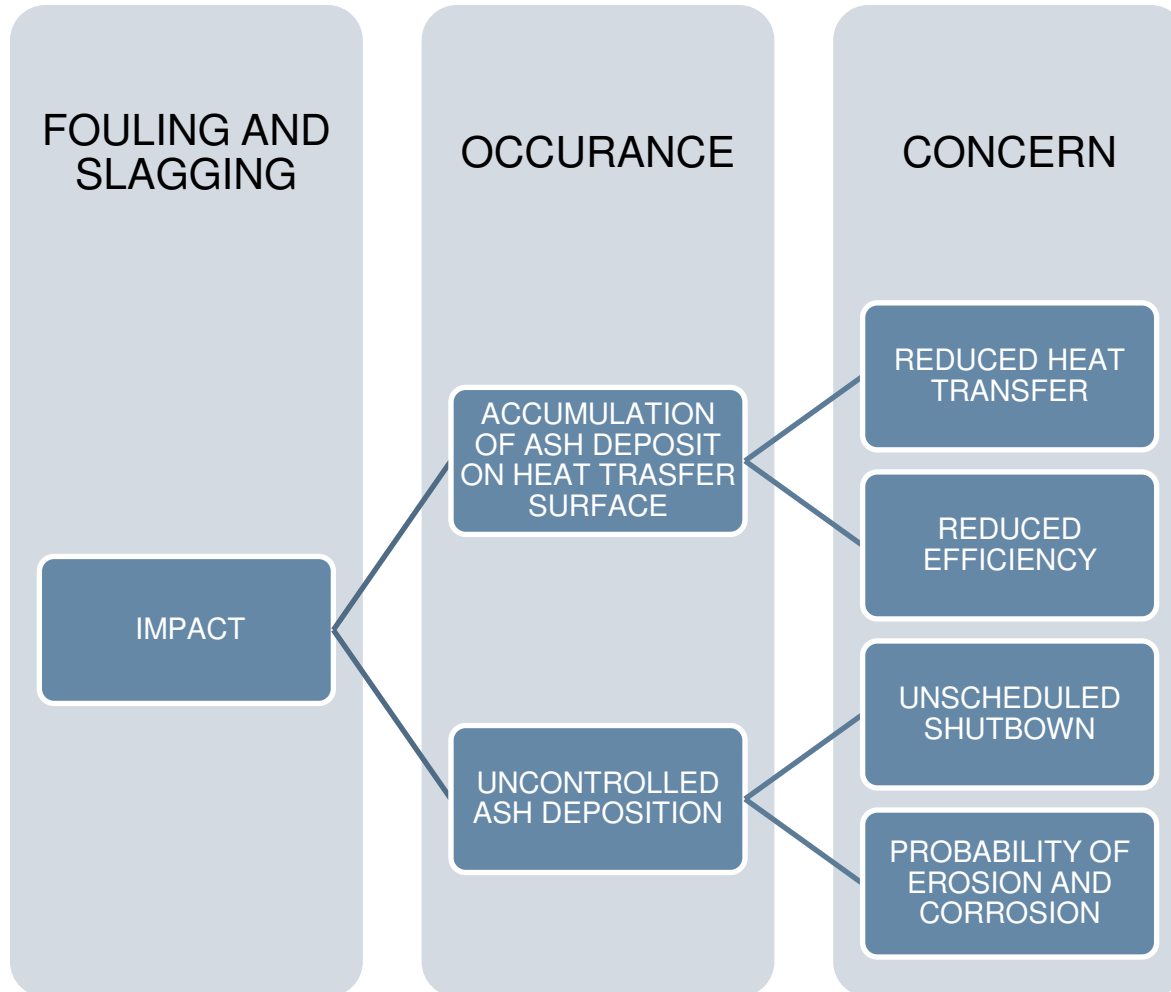 FOULING AND
SLAGGING
OCCURANCE
CONCERN
IMPACT
ACCUMULATION
OF ASH DEPOSIT
ON HEAT TRASFER
SURFACE
UNCONTROLLED
ASH DEPOSITION
REDUCED HEAT
TRANSFER
REDUCED
EFFICIENCY
UNSCHEDULED
SHUTBOWN
PROBABILITY OF
EROSION AND
CORROSION